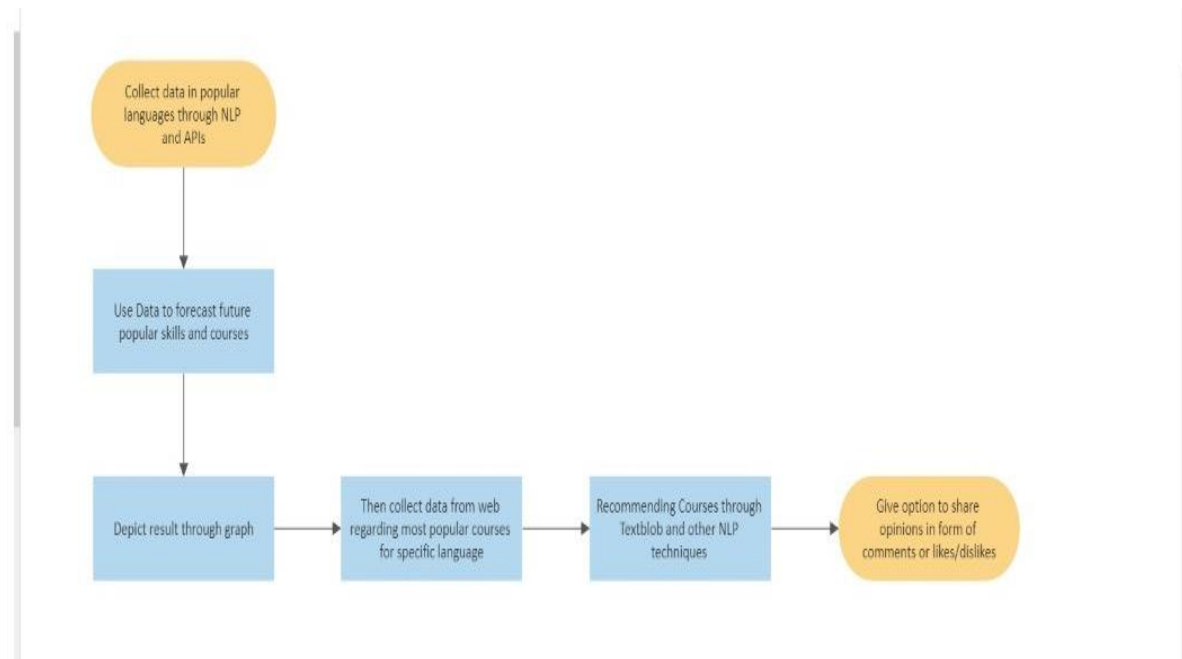 Collect data in popular
languages through NLP
and APIs
Use Data to forecast future
popular skills and courses
Depict result through graph
Then collect data from web
regarding most popular courses
for specific language
Recommending Courses through
Textblob and other NLP
techniques
Give option to share
opinions in form of
comments or likes/dislikes